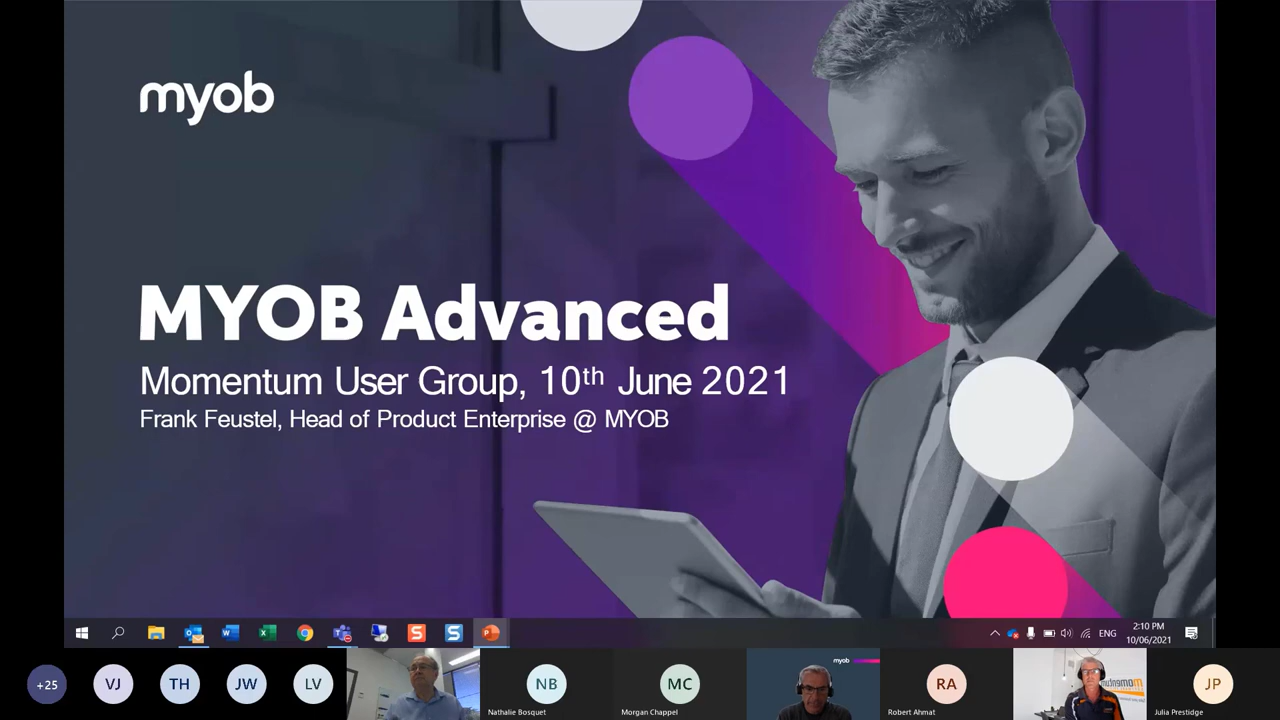 myob
MYOB Advanced
Momentum User Group, 10th June 2021
Frank Feustel, Head of Product Enterprise @ MYOB
ENG
2:10 PM
10/06/2021
+25
VJ
TH
JW
LV
NB
Nathalie Bosquet
MC
Morgan Chappel
myob
RA
Robert Ahmat
momentum
JP
Julia Prestidge